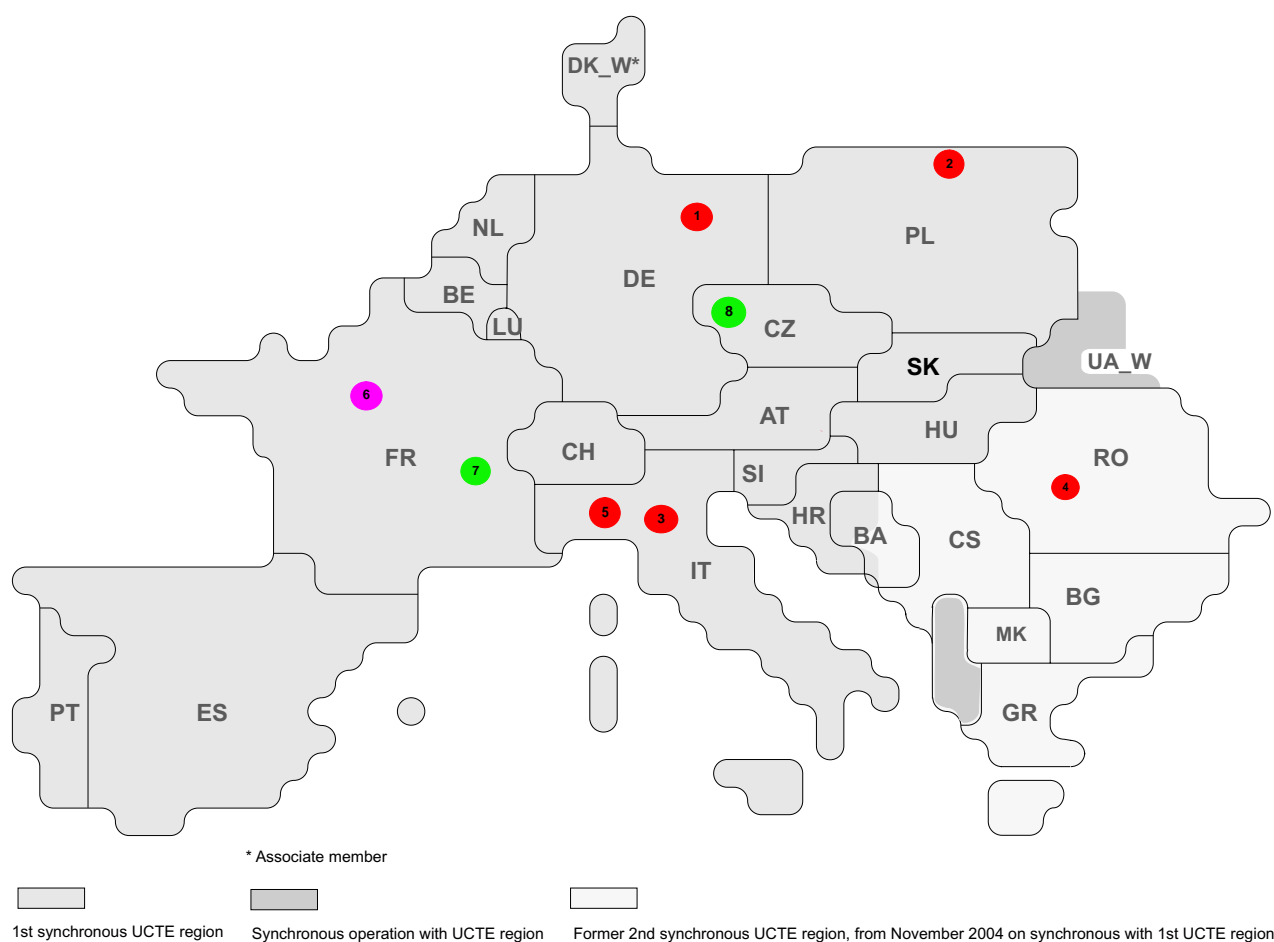 DK_W*
2
1
NL
PL
DE
BE
8
CZ
LU
UA_W
SK
6
AT
HU
FR
CH
RO
7
SI
4
5
3
HR
BA
CS
IT
BG
MK
PT
ES
GR
* Associate member
1st synchronous UCTE region
Synchronous operation with UCTE region
Former 2nd synchronous UCTE region, from November 2004 on synchronous with 1st UCTE region